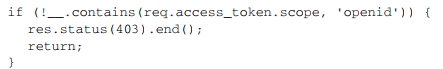 if (!__.contains(req.access_token.scope, 'openid')) {
   res.status(403).end();
   return;
}